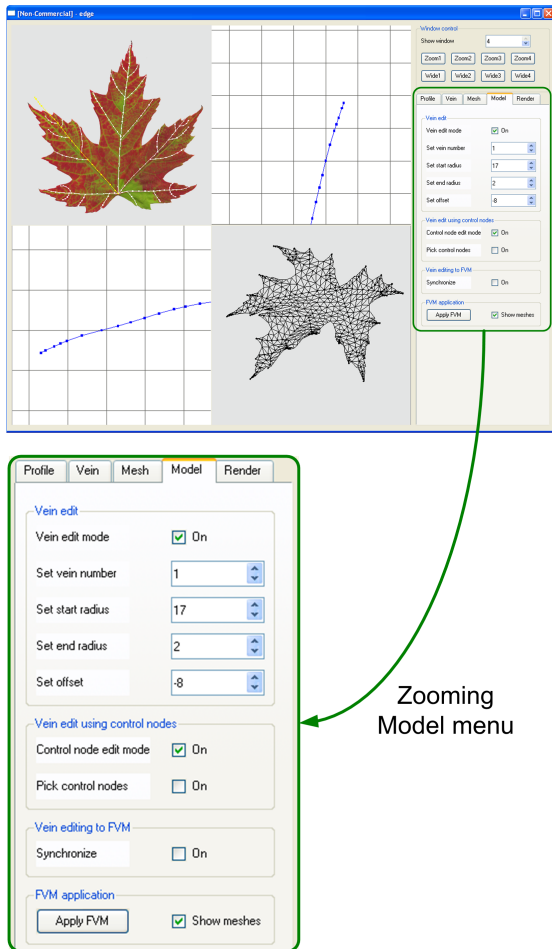 [Non-Commercial] - edge
Window control
Show window 4
Zoom1 Zoom2 Zoom3 Zoom4
Wide1 Wide2 Wide3 Wide4
Profile Vein Mesh Model Render
Vein edit
Vein edit mode On
Set vein number 1
Set start radius 17
Set end radius 2
Set offset -8
Vein edit using control nodes
Control node edit mode On
Pick control nodes On
Vein editing to FVM
Synchronize On
FVM application
Apply FVM Show meshes
Profile Vein Mesh Model Render
Vein edit
Vein edit mode On
Set vein number 1
Set start radius 17
Set end radius 2
Set offset -8
Vein edit using control nodes
Control node edit mode On
Pick control nodes On
Vein editing to FVM
Synchronize On
FVM application
Apply FVM Show meshes
Zooming
Model menu